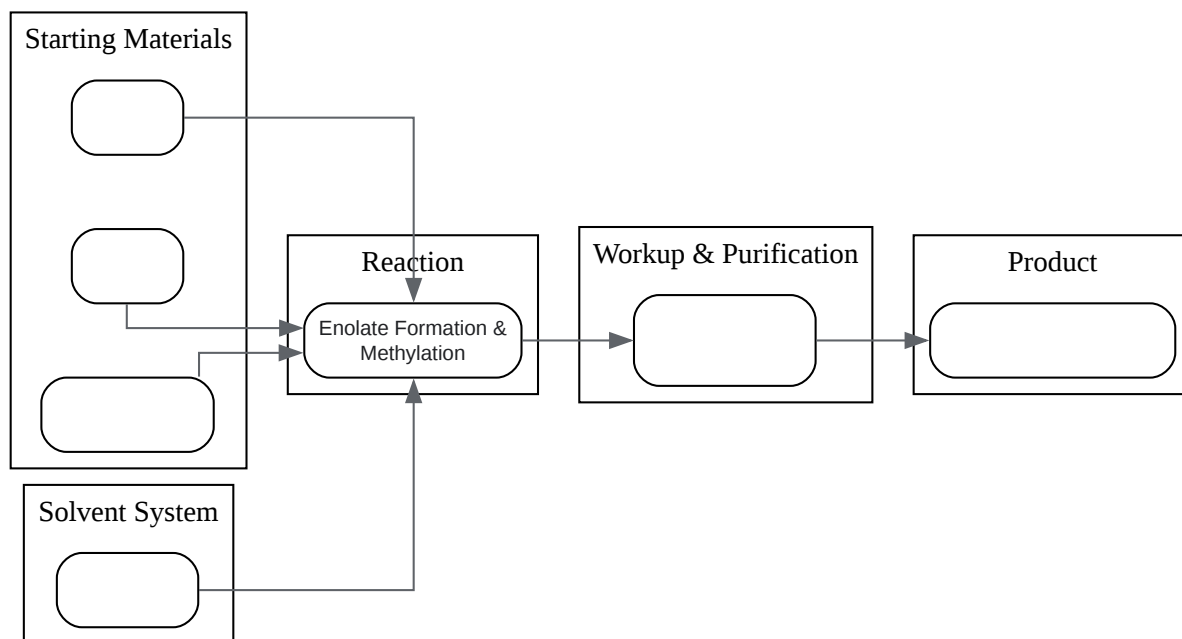 Starting Materials
Reaction
Enolate Formation &
Methylation
Workup & Purification
Product
Solvent System